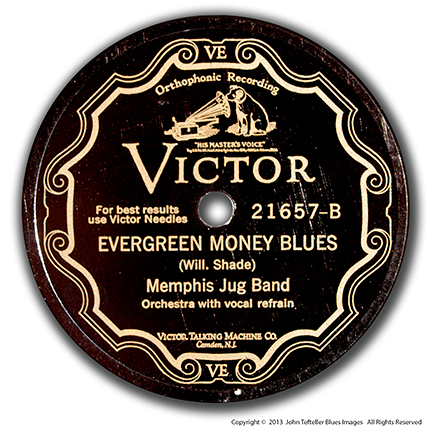 VE
Orthophonic Recording
"HIS MASTER'S VOICE"
VICTOR
For best results
use Victor Needles
21657-B
EVERGREEN MONEY BLUES
(Will. Shade)
Memphis Jug Band
Orchestra with vocal refrain
VICTOR TALKING MACHINE CO.
Camden, N.J.
VE
Copyright © 2013 John Tefteller Blues Images All Rights Reserved